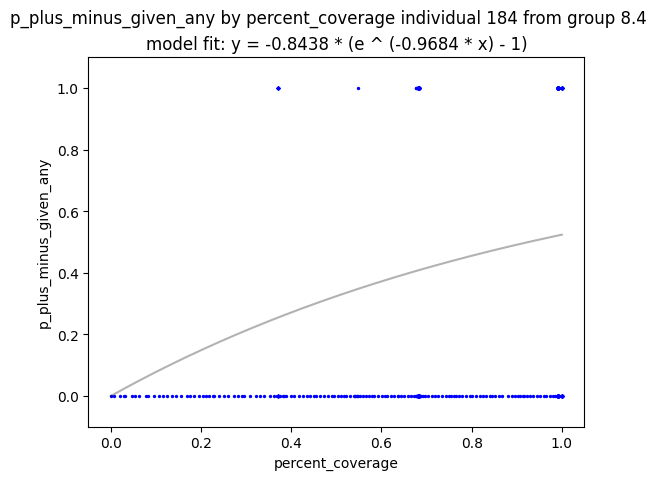 p_plus_minus_given_any by percent_coverage individual 184 from group 8.4
model fit: y = -0.8438 * (e ^ (-0.9684 * x) - 1)
1.0
0.8
0.6
0.4
0.2
0.0
p_plus_minus_given_any
0.0 0.2 0.4 0.6 0.8 1.0
percent_coverage